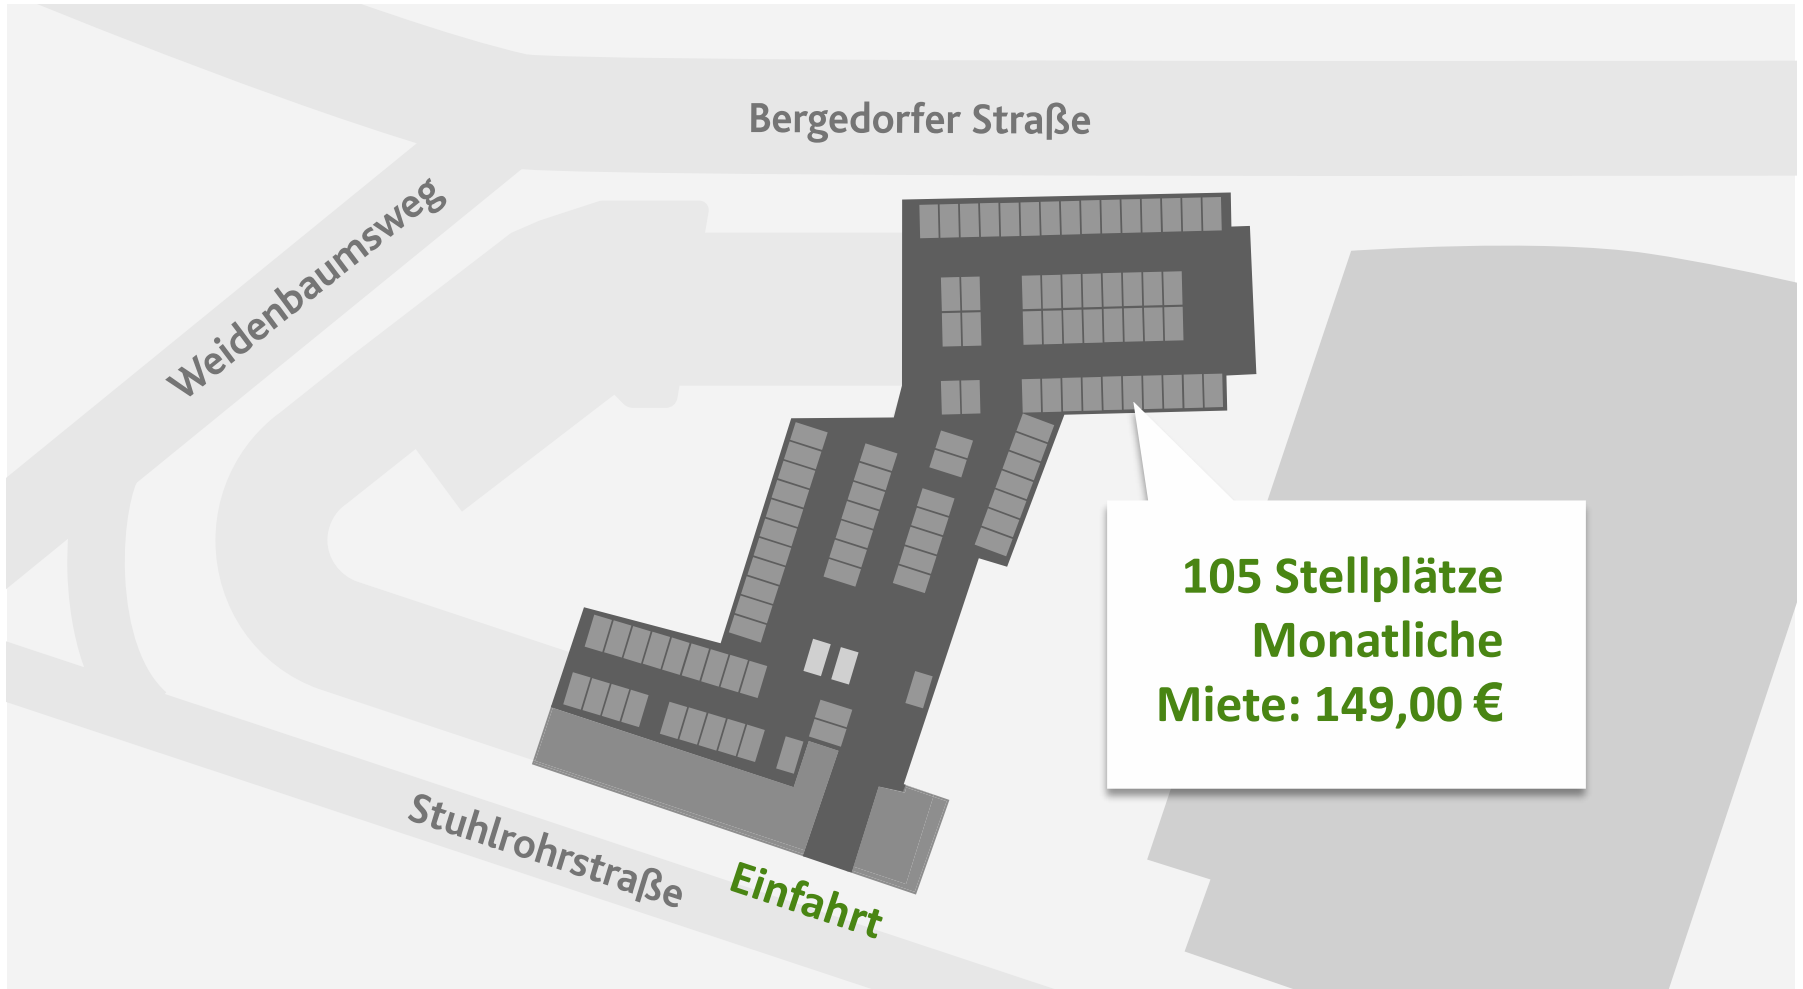 Bergedorfer Straße
Weidenbaumsweg
105 Stellplätze
Monatliche
Miete: 149,00 €
Stuhlrohrstraße
Einfahrt